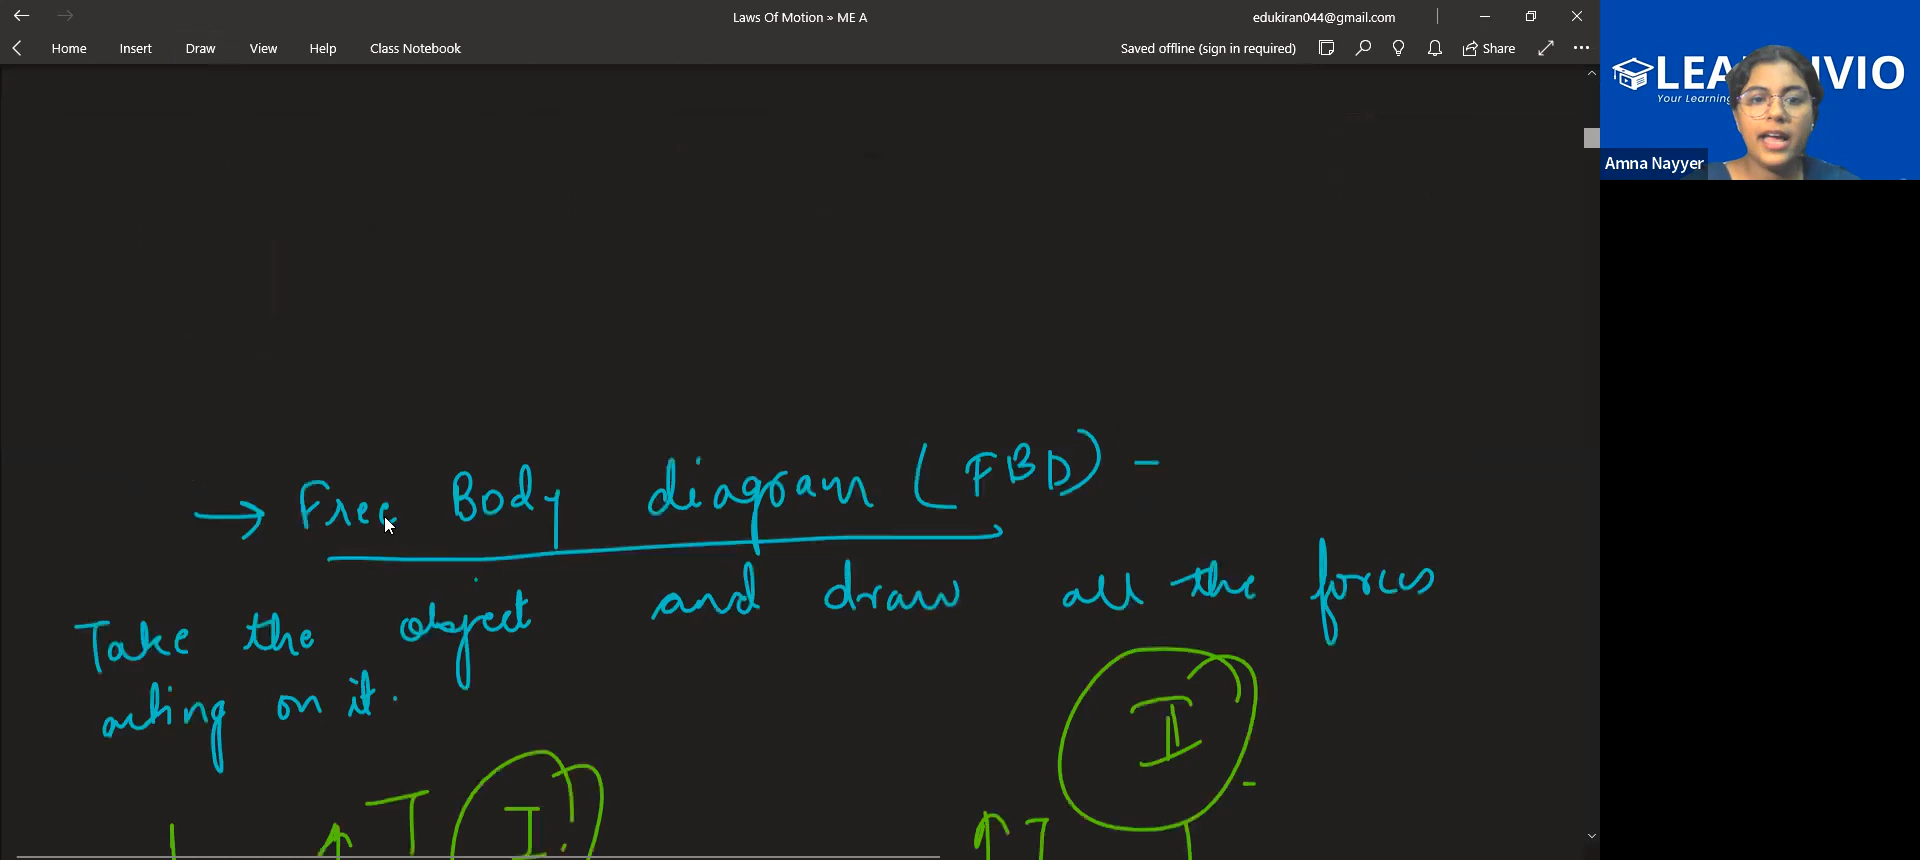 Laws Of Motion » ME A
edukiran044@gmail.com
Home Insert Draw View Help Class Notebook
Saved offline (sign in required)
Share
Your Learning
Amna Nayyer
→ Free Body diagram (FBD) -
Take the object and draw all the forces
acting on it.
I
T I
↑ T